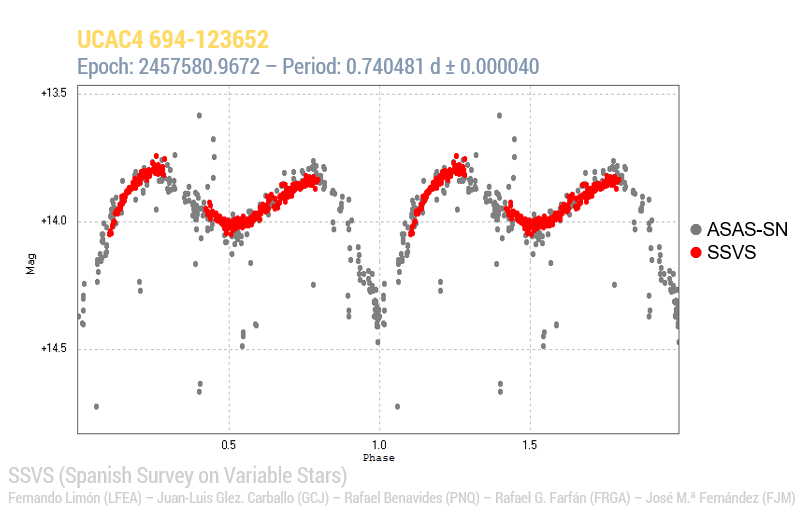 UCAC4 694-123652
Epoch: 2457580.9672 – Period: 0.740481 d ± 0.000040
+13.5
+14.0
+14.5
Mag
0.5
1.0
1.5
Phase
ASAS-SN
SSVS
SSVS (Spanish Survey on Variable Stars)
Fernando Limón (LFEA) – Juan-Luis Glez. Carballo (GCJ) – Rafael Benavides (PNQ) – Rafael G. Farfán (FRGA) – José M.ª Fernández (FJM)